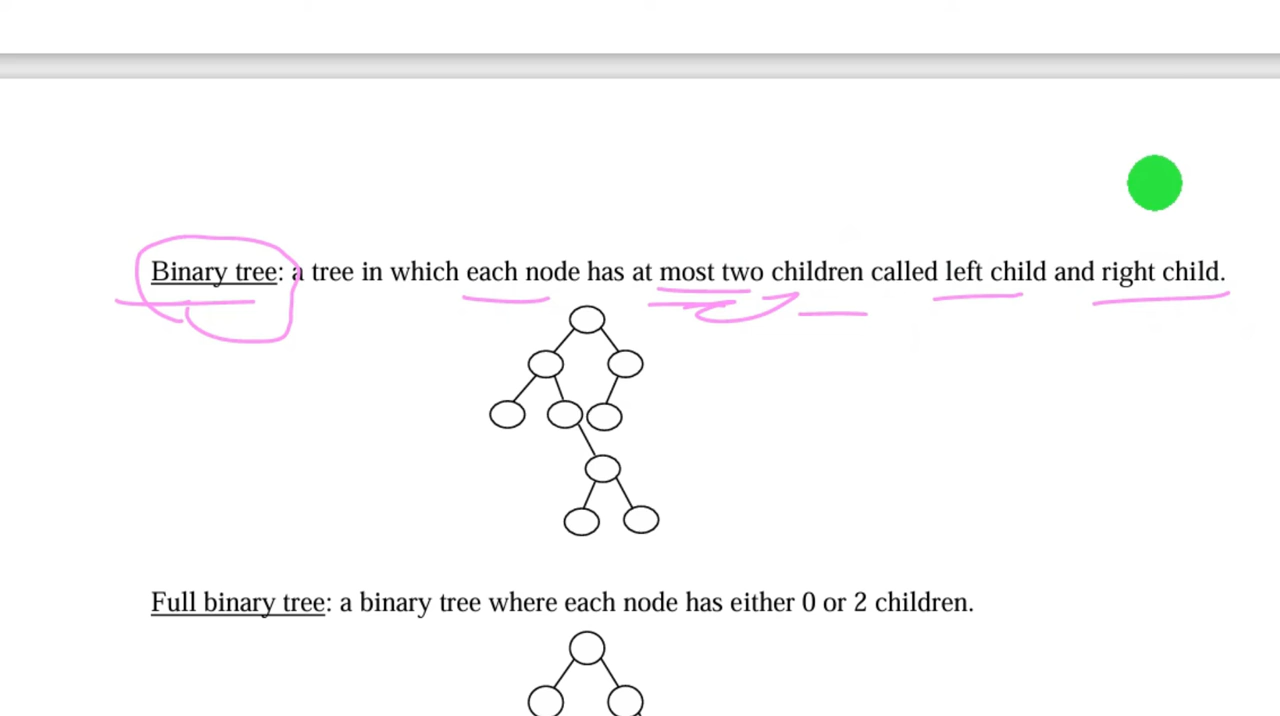 Binary tree: a tree in which each node has at most two children called left child and right child.
Full binary tree: a binary tree where each node has either 0 or 2 children.